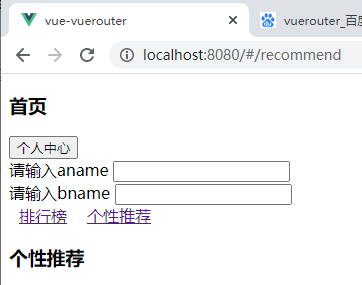 vue-vuerouter
vuerouter_百
localhost:8080/#/recommend
首页
个人中心
请输入aname
请输入bname
排行榜 个性推荐
个性推荐